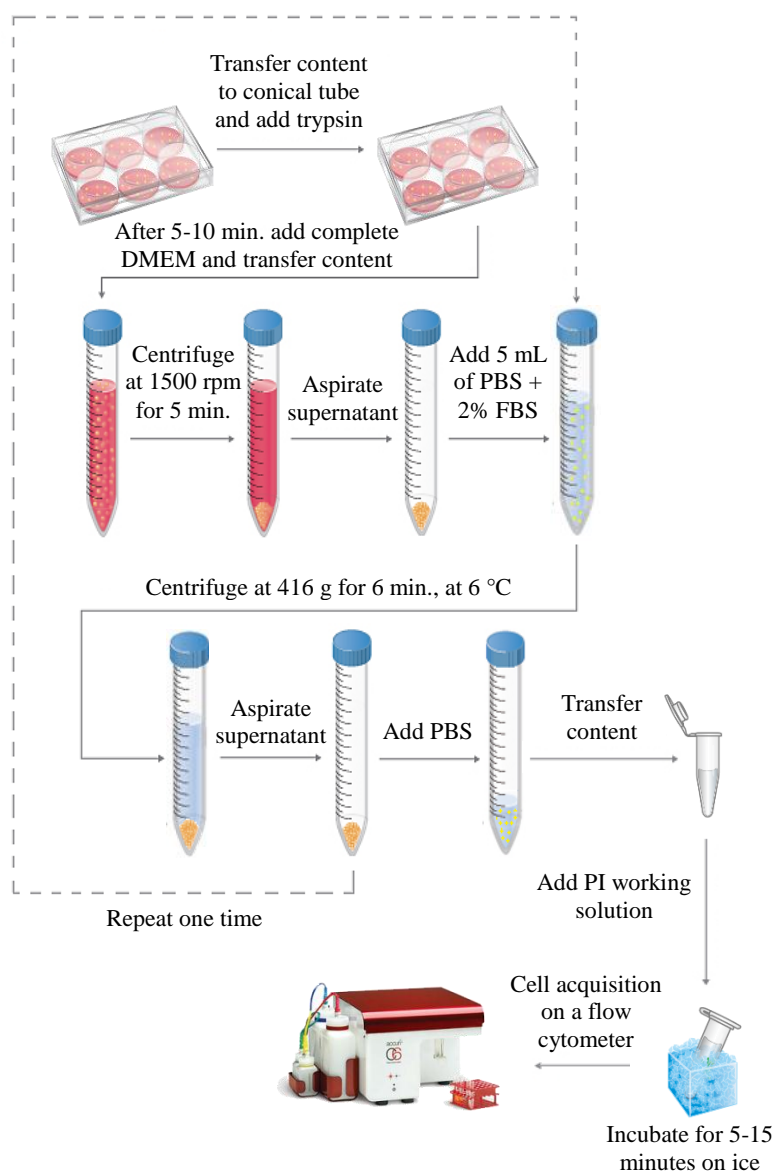 Transfer content
to conical tube
and add trypsin
After 5-10 min. add complete
DMEM and transfer content
Centrifuge
at 1500 rpm
for 5 min.
Aspirate
supernatant
Add 5 mL
of PBS +
2% FBS
Centrifuge at 416 g for 6 min., at 6 °C
Aspirate
supernatant
Add PBS
Transfer
content
Repeat one time
Add PI working
solution
Cell acquisition
on a flow
cytometer
accuri
C6
Incubate for 5-15
minutes on ice